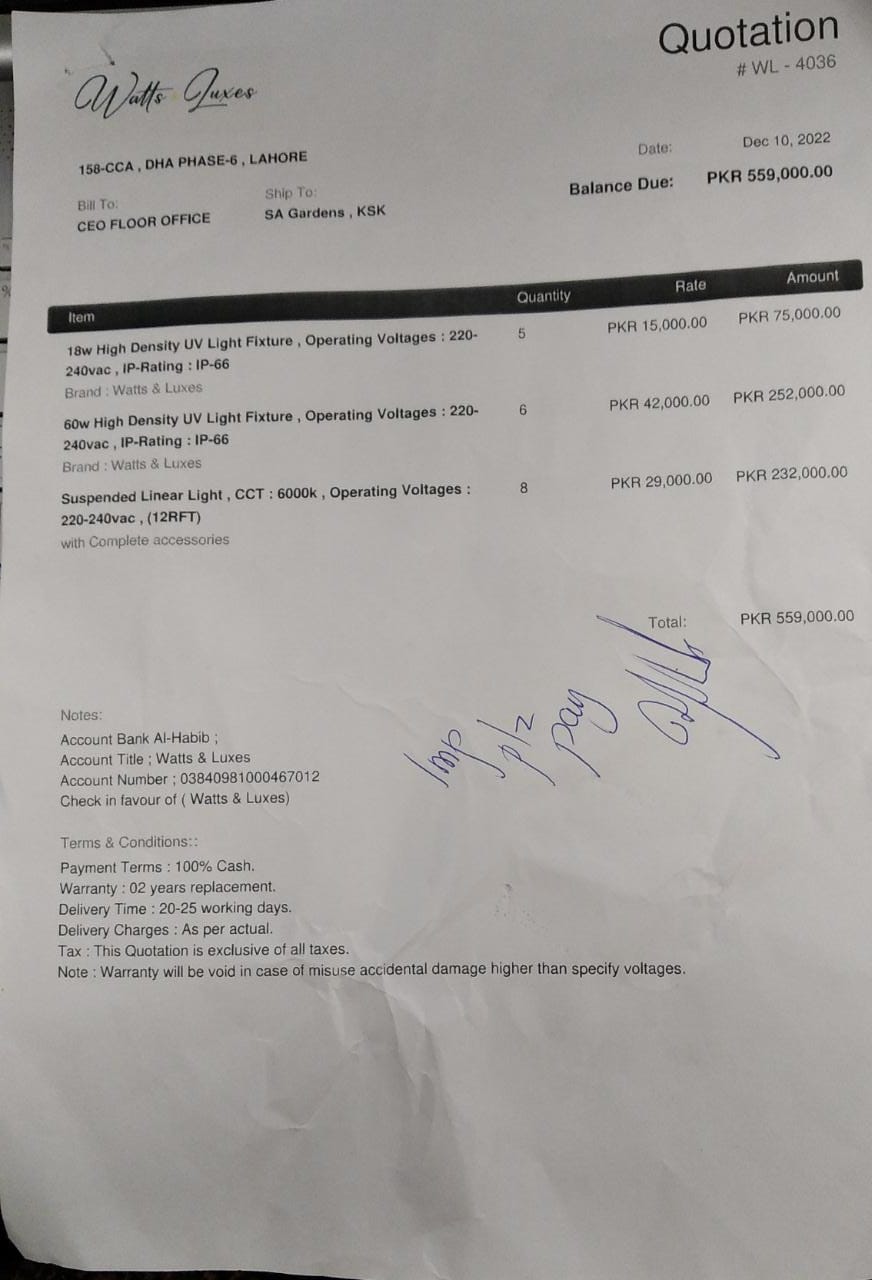 Quotation
# WL - 4036
Watts Luxes
158-CCA , DHA PHASE-6 , LAHORE
Date: Dec 10, 2022
Balance Due: PKR 559,000.00
Bill To: Ship To:
CEO FLOOR OFFICE SA Gardens , KSK
Item Quantity Rate Amount
18w High Density UV Light Fixture , Operating Voltages : 220- 5 PKR 15,000.00 PKR 75,000.00
240vac , IP-Rating : IP-66
Brand : Watts & Luxes
60w High Density UV Light Fixture , Operating Voltages : 220- 6 PKR 42,000.00 PKR 252,000.00
240vac , IP-Rating : IP-66
Brand : Watts & Luxes
Suspended Linear Light , CCT : 6000k , Operating Voltages : 8 PKR 29,000.00 PKR 232,000.00
220-240vac , (12RFT)
with Complete accessories
Total: PKR 559,000.00
Imp
plz
pay
Notes:
Account Bank Al-Habib ;
Account Title ; Watts & Luxes
Account Number ; 03840981000467012
Check in favour of ( Watts & Luxes)
Terms & Conditions::
Payment Terms : 100% Cash.
Warranty : 02 years replacement.
Delivery Time : 20-25 working days.
Delivery Charges : As per actual.
Tax : This Quotation is exclusive of all taxes.
Note : Warranty will be void in case of misuse accidental damage higher than specify voltages.